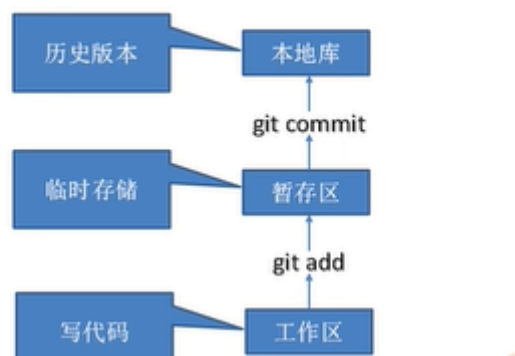 历史版本
本地库
git commit
临时存储
暂存区
git add
写代码
工作区